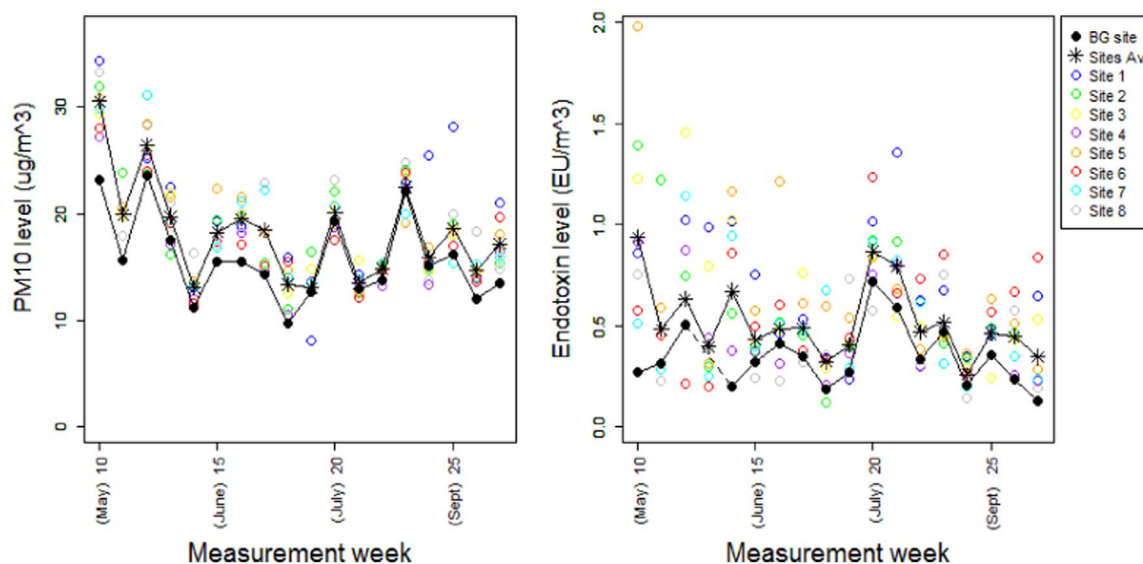 PM10 level (ug/m^3)
0
10
20
30
(May) 10
(June) 15
(July) 20
(Sept) 25
Measurement week
Endotoxin level (EU/m^3)
0.0
0.5
1.0
1.5
2.0
(May) 10
(June) 15
(July) 20
(Sept) 25
Measurement week
BG site
Sites Av
Site 1
Site 2
Site 3
Site 4
Site 5
Site 6
Site 7
Site 8